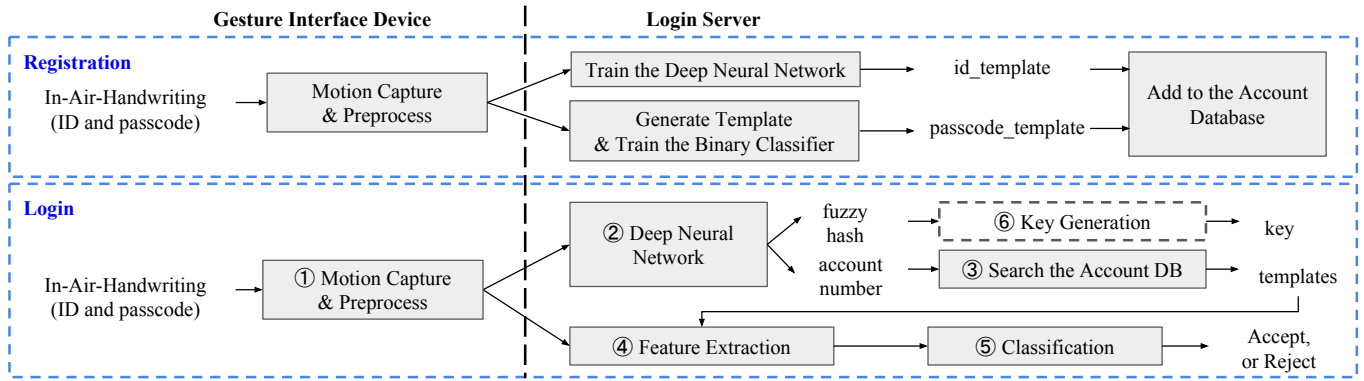 Gesture Interface Device
Login Server
Registration
In-Air-Handwriting
(ID and passcode)
Motion Capture
& Preprocess
Train the Deep Neural Network
id_template
Generate Template
& Train the Binary Classifier
passcode_template
Add to the Account
Database
Login
In-Air-Handwriting
(ID and passcode)
① Motion Capture
& Preprocess
② Deep Neural
Network
fuzzy
hash
⑥ Key Generation
key
account
number
③ Search the Account DB
templates
④ Feature Extraction
⑤ Classification
Accept,
or Reject